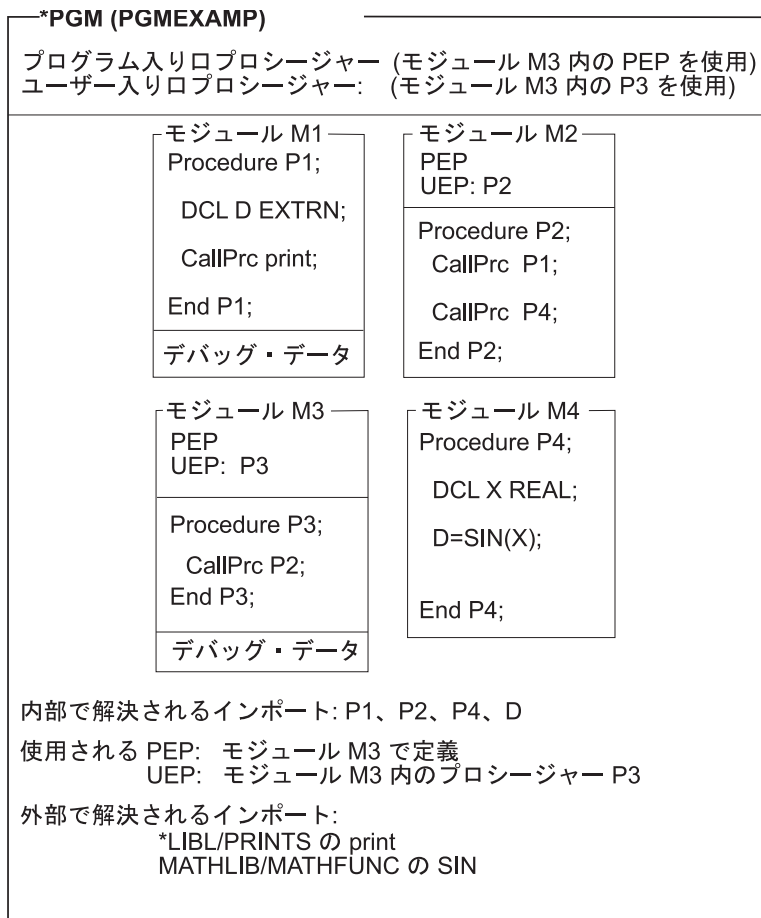 *PGM (PGMEXAMP)
プログラム入り口プロシージャー (モジュール M3 内の PEP を使用)
ユーザー入り口プロシージャー: (モジュール M3 内の P3 を使用)
モジュール M1
Procedure P1;
DCL D EXTRN;
CallPrc print;
End P1;
デバッグ・データ
モジュール M2
PEP
UEP: P2
Procedure P2;
CallPrc P1;
CallPrc P4;
End P2;
モジュール M3
PEP
UEP: P3
Procedure P3;
CallPrc P2;
End P3;
デバッグ・データ
モジュール M4
Procedure P4;
DCL X REAL;
D=SIN(X);
End P4;
内部で解決されるインポート: P1、P2、P4、D
使用される PEP: モジュール M3 で定義
UEP: モジュール M3 内のプロシージャー P3
外部で解決されるインポート:
*LIBL/PRINTS の print
MATHLIB/MATHFUNC の SIN